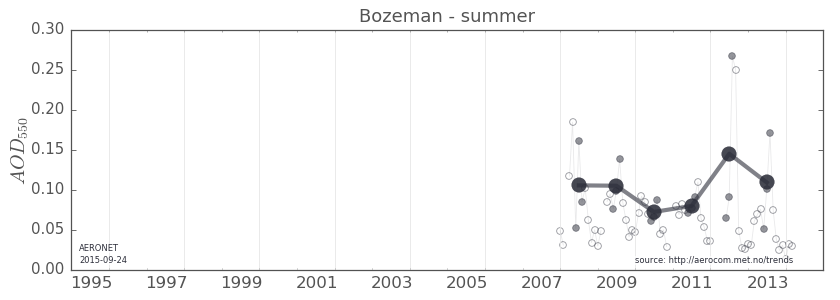 Bozeman - summer
0.30
0.25
0.20
0.15
0.10
0.05
0.00
AOD550
AERONET
2015-09-24
source: http://aerocom.met.no/trends
1995 1997 1999 2001 2003 2005 2007 2009 2011 2013